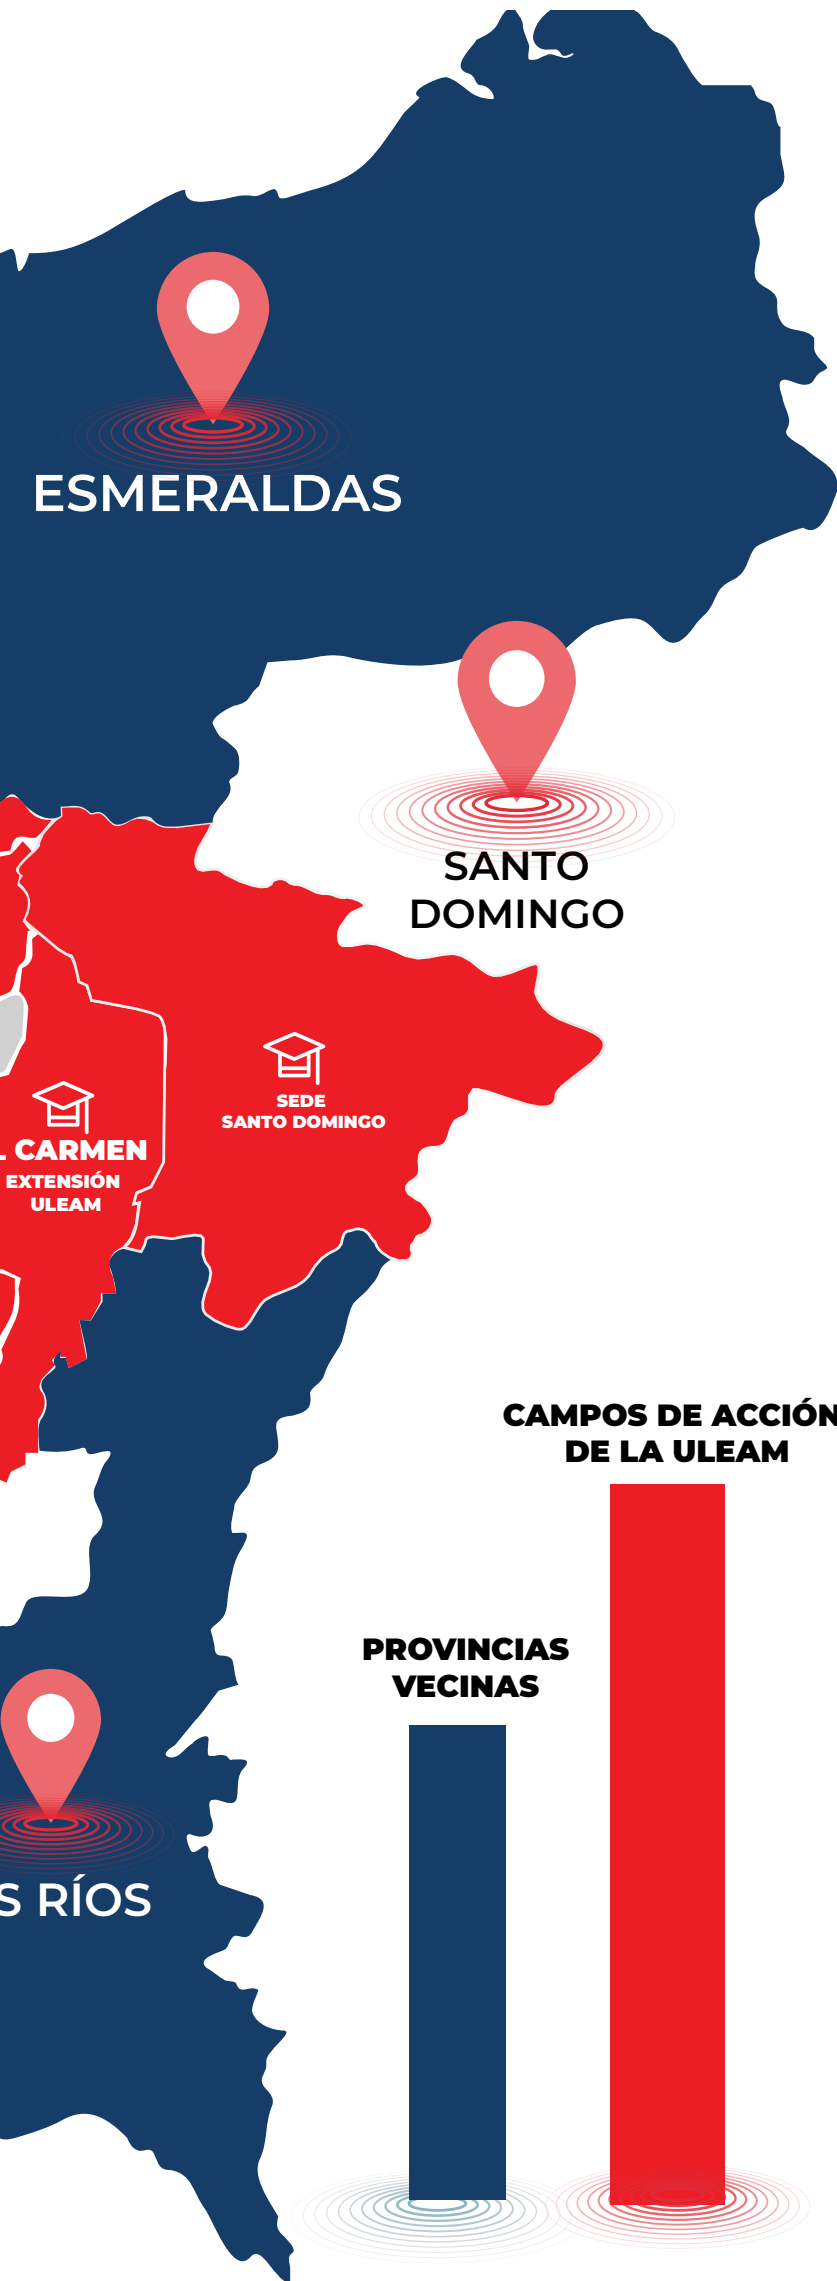 ESMERALDAS
SANTO
DOMINGO
SEDE
SANTO DOMINGO
L CARMEN
EXTENSIÓN
ULEAM
CAMPOS DE ACCIÓN
DE LA ULEAM
PROVINCIAS
VECINAS
S RÍOS